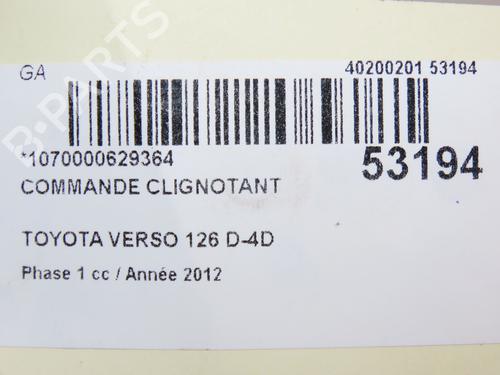 GA
40200201 53194
*1070000629364
53194
COMMANDE CLIGNOTANT
TOYOTA VERSO 126 D-4D
Phase 1 cc / Année 2012
B-PARTS